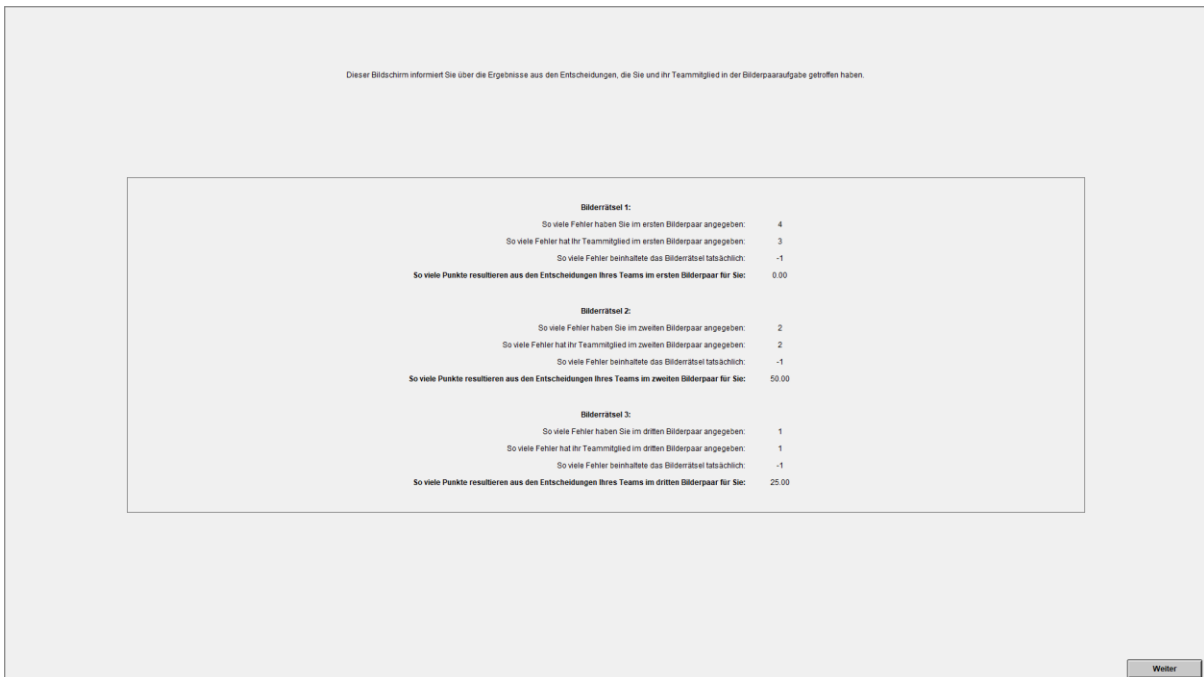 Dieser Bildschirm informiert Sie über die Ergebnisse aus den Entscheidungen, die Sie und ihr Teammitglied in der Bilderpaaraufgabe getroffen haben.
Bilderrätsel 1:
So viele Fehler haben Sie im ersten Bilderpaar angegeben: 4
So viele Fehler hat Ihr Teammitglied im ersten Bilderpaar angegeben: 3
So viele Fehler beinhaltete das Bilderrätsel tatsächlich: -1
So viele Punkte resultieren aus den Entscheidungen Ihres Teams im ersten Bilderpaar für Sie: 0.00
Bilderrätsel 2:
So viele Fehler haben Sie im zweiten Bilderpaar angegeben: 2
So viele Fehler hat ihr Teammitglied im zweiten Bilderpaar angegeben: 2
So viele Fehler beinhaltete das Bilderrätsel tatsächlich: -1
So viele Punkte resultieren aus den Entscheidungen Ihres Teams im zweiten Bilderpaar für Sie: 50.00
Bilderrätsel 3:
So viele Fehler haben Sie im dritten Bilderpaar angegeben: 1
So viele Fehler hat ihr Teammitglied im dritten Bilderpaar angegeben: 1
So viele Fehler beinhaltete das Bilderrätsel tatsächlich: -1
So viele Punkte resultieren aus den Entscheidungen Ihres Teams im dritten Bilderpaar für Sie: 25.00
Weiter